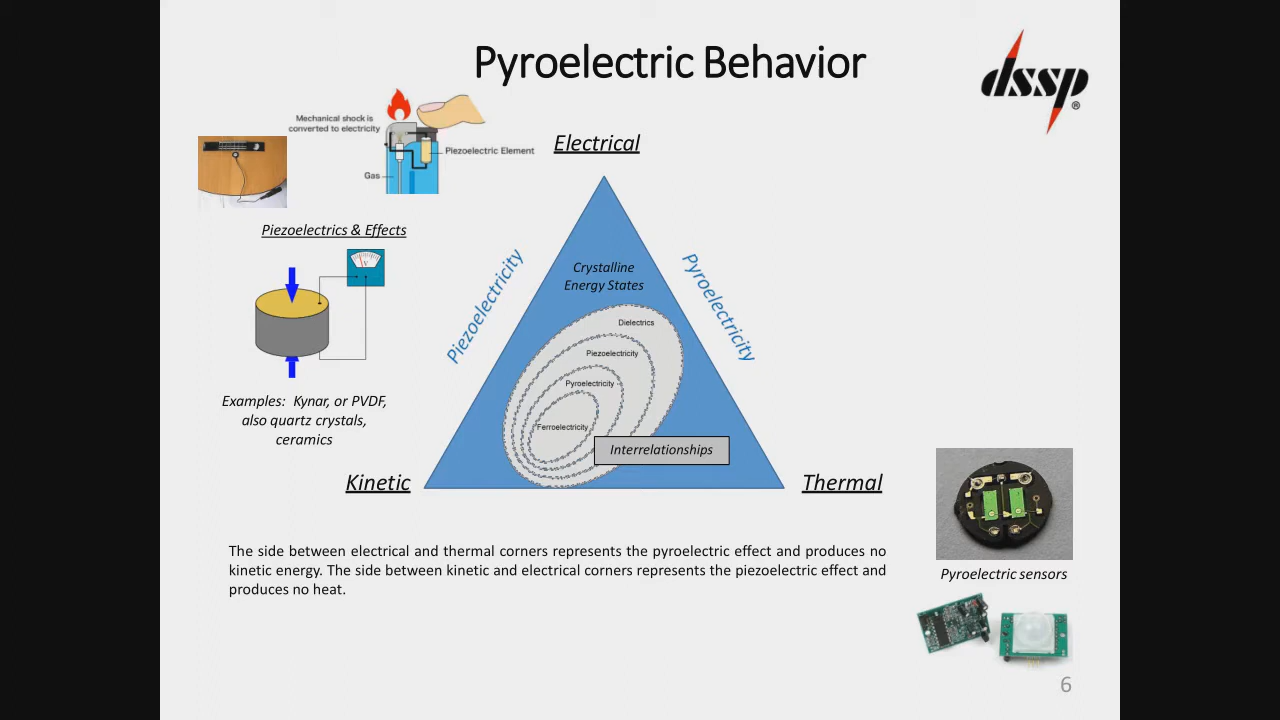 Pyroelectric Behavior
dssp®
Mechanical shock is
converted to electricity
Piezoelectric Element
Gas
Electrical
Piezoelectrics & Effects
V
Piezoelectricity
Pyroelectricity
Crystalline
Energy States
Dielectrics
Piezoelectricity
Pyroelectricity
Ferroelectricity
Interrelationships
Examples: Kynar, or PVDF,
also quartz crystals,
ceramics
Kinetic
Thermal
The side between electrical and thermal corners represents the pyroelectric effect and produces no
kinetic energy. The side between kinetic and electrical corners represents the piezoelectric effect and
produces no heat.
Pyroelectric sensors
6